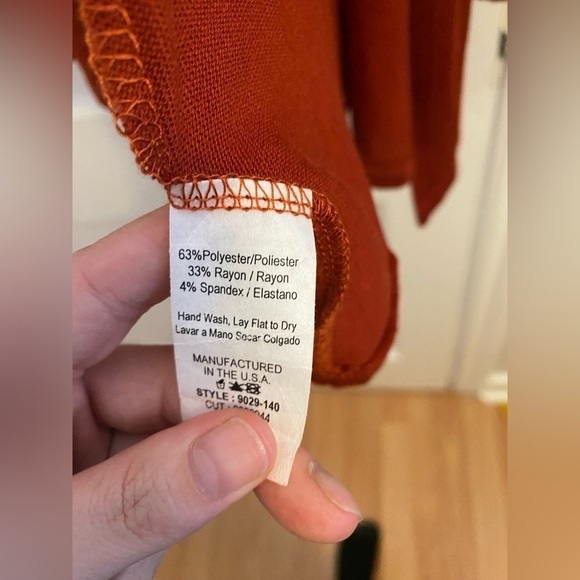 63%Polyester/Poliester
33% Rayon / Rayon
4% Spandex / Elastano
Hand Wash, Lay Flat to Dry
Lavar a Mano Socar Colgado
MANUFACTURED
IN THE U.S.A.
STYLE : 9029-140
CUT :